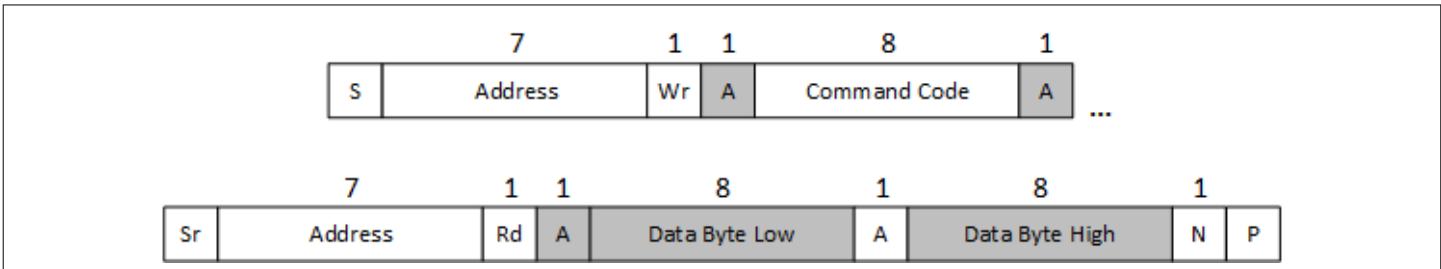 7 1 1 8 1
S Address Wr A Command Code A ...
7 1 1 8 1 8 1
Sr Address Rd A Data Byte Low A Data Byte High N P